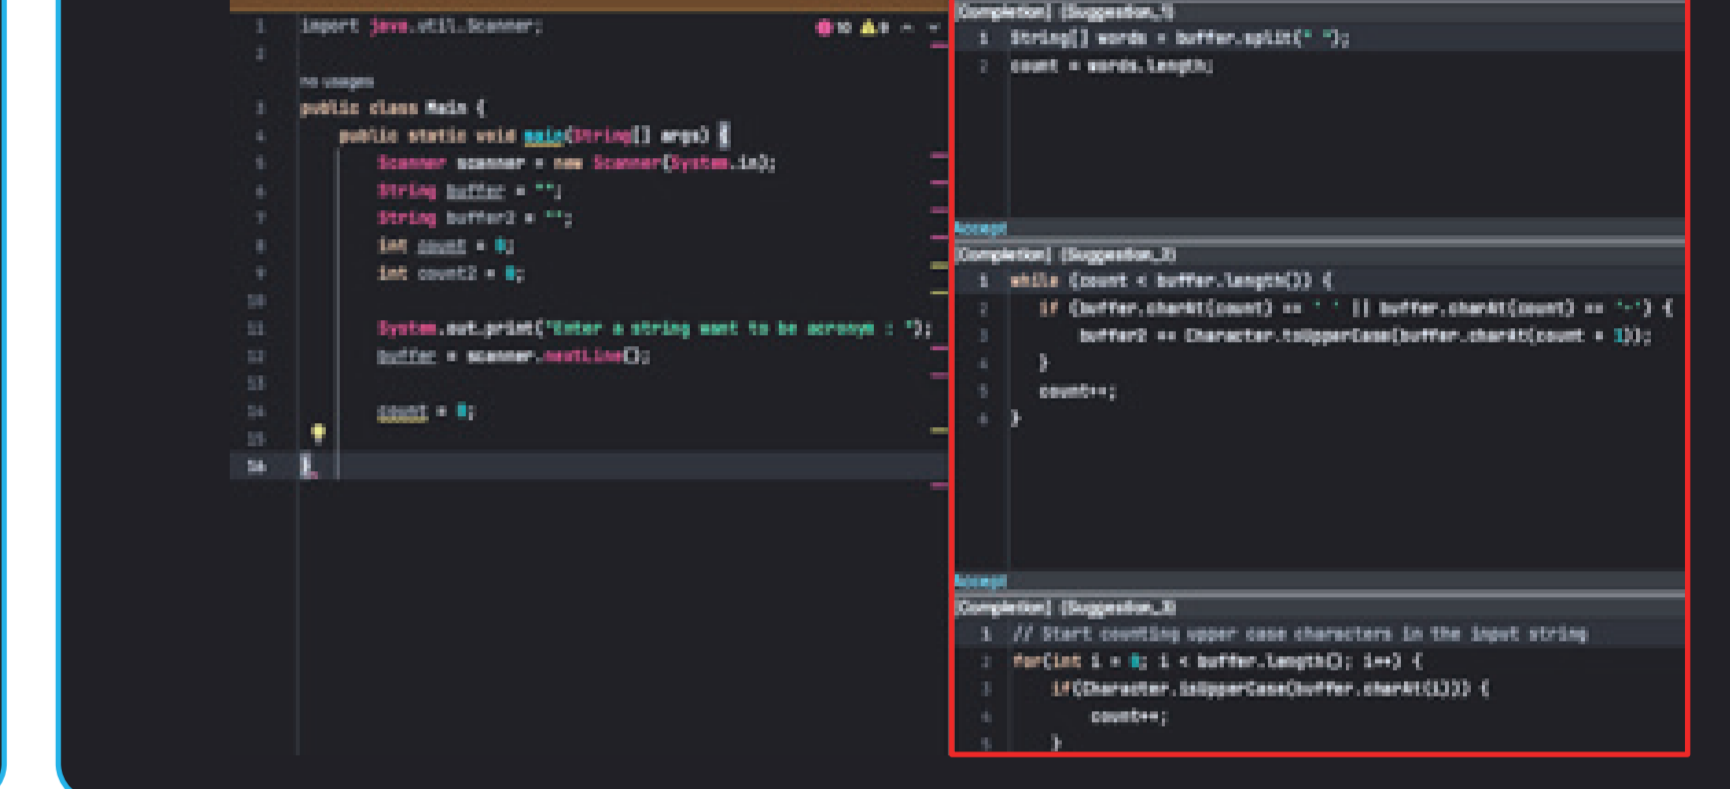 1 import java.util.Scanner;
2
no usages
3 public class Main {
4 public static void main(String[] args) {
5 Scanner scanner = new Scanner(System.in);
6 String buffer = "";
7 String buffer2 = "";
8 int count = 0;
9 int count2 = 0;
10
11 System.out.print("Enter a string want to be acronym : ");
12 buffer = scanner.nextLine();
13
14 count = 0;
15
16 }
[Completion] (Suggestion_1)
1 String[] words = buffer.split(" ");
2 count = words.length;
Accept
[Completion] (Suggestion_2)
1 while (count < buffer.length()) {
2 if (buffer.charAt(count) == ' ' || buffer.charAt(count) == '-') {
3 buffer2 += Character.toUpperCase(buffer.charAt(count + 1));
4 }
5 count++;
6 }
Accept
[Completion] (Suggestion_3)
1 // Start counting upper case characters in the input string
2 for(int i = 0; i < buffer.length(); i++) {
3 if(Character.isUpperCase(buffer.charAt(i))) {
4 count++;
5 }